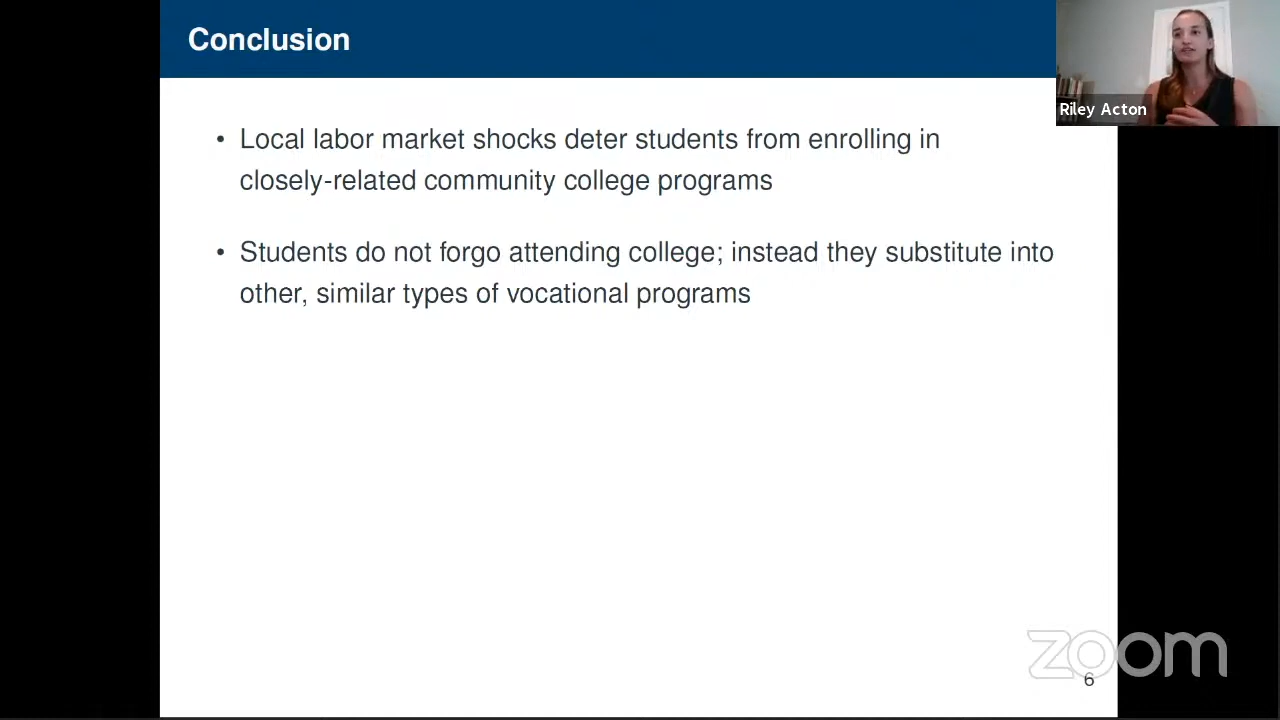 Conclusion
Riley Acton
• Local labor market shocks deter students from enrolling in
closely-related community college programs
• Students do not forgo attending college; instead they substitute into
other, similar types of vocational programs
zoom
6